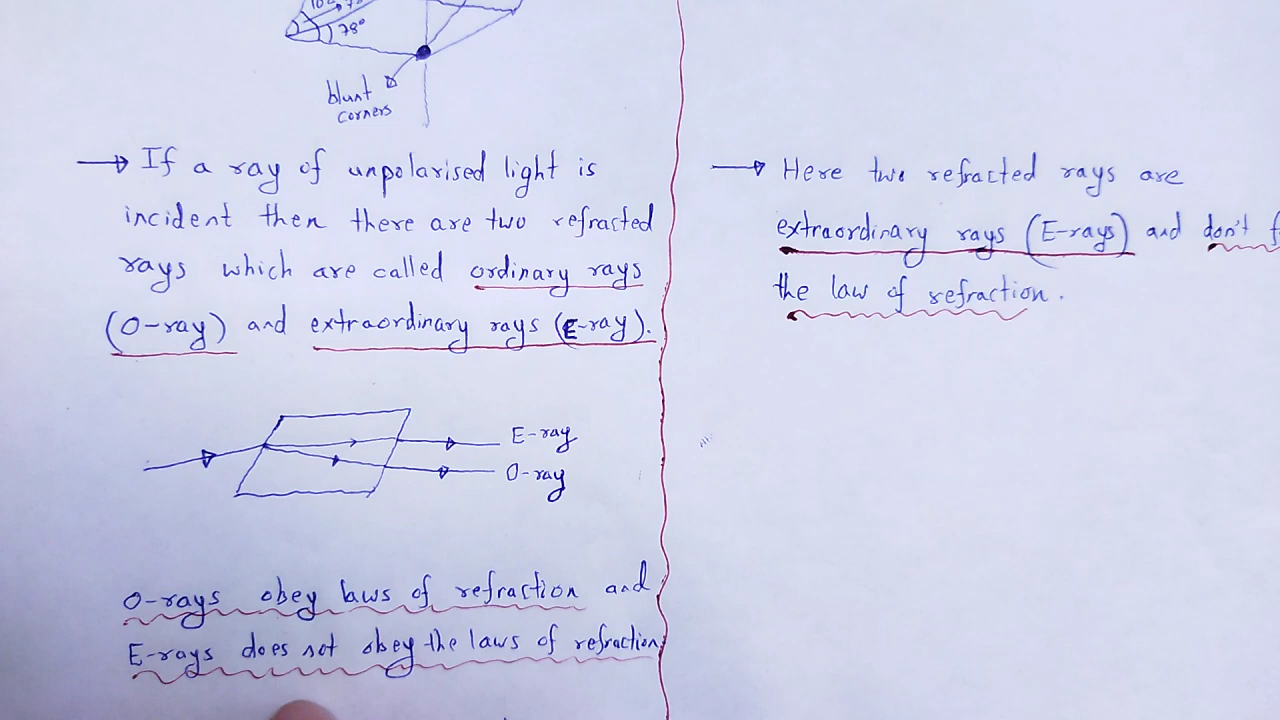 78°
blunt
corners
If a ray of unpolarised light is
incident then there are two refracted
rays which are called ordinary rays
(O-ray) and extraordinary rays (E-ray).
E-ray
O-ray
O-rays obey laws of refraction and
E-rays does not obey the laws of refraction
Here two refracted rays are
extraordinary rays (E-rays) and don't
the law of refraction.